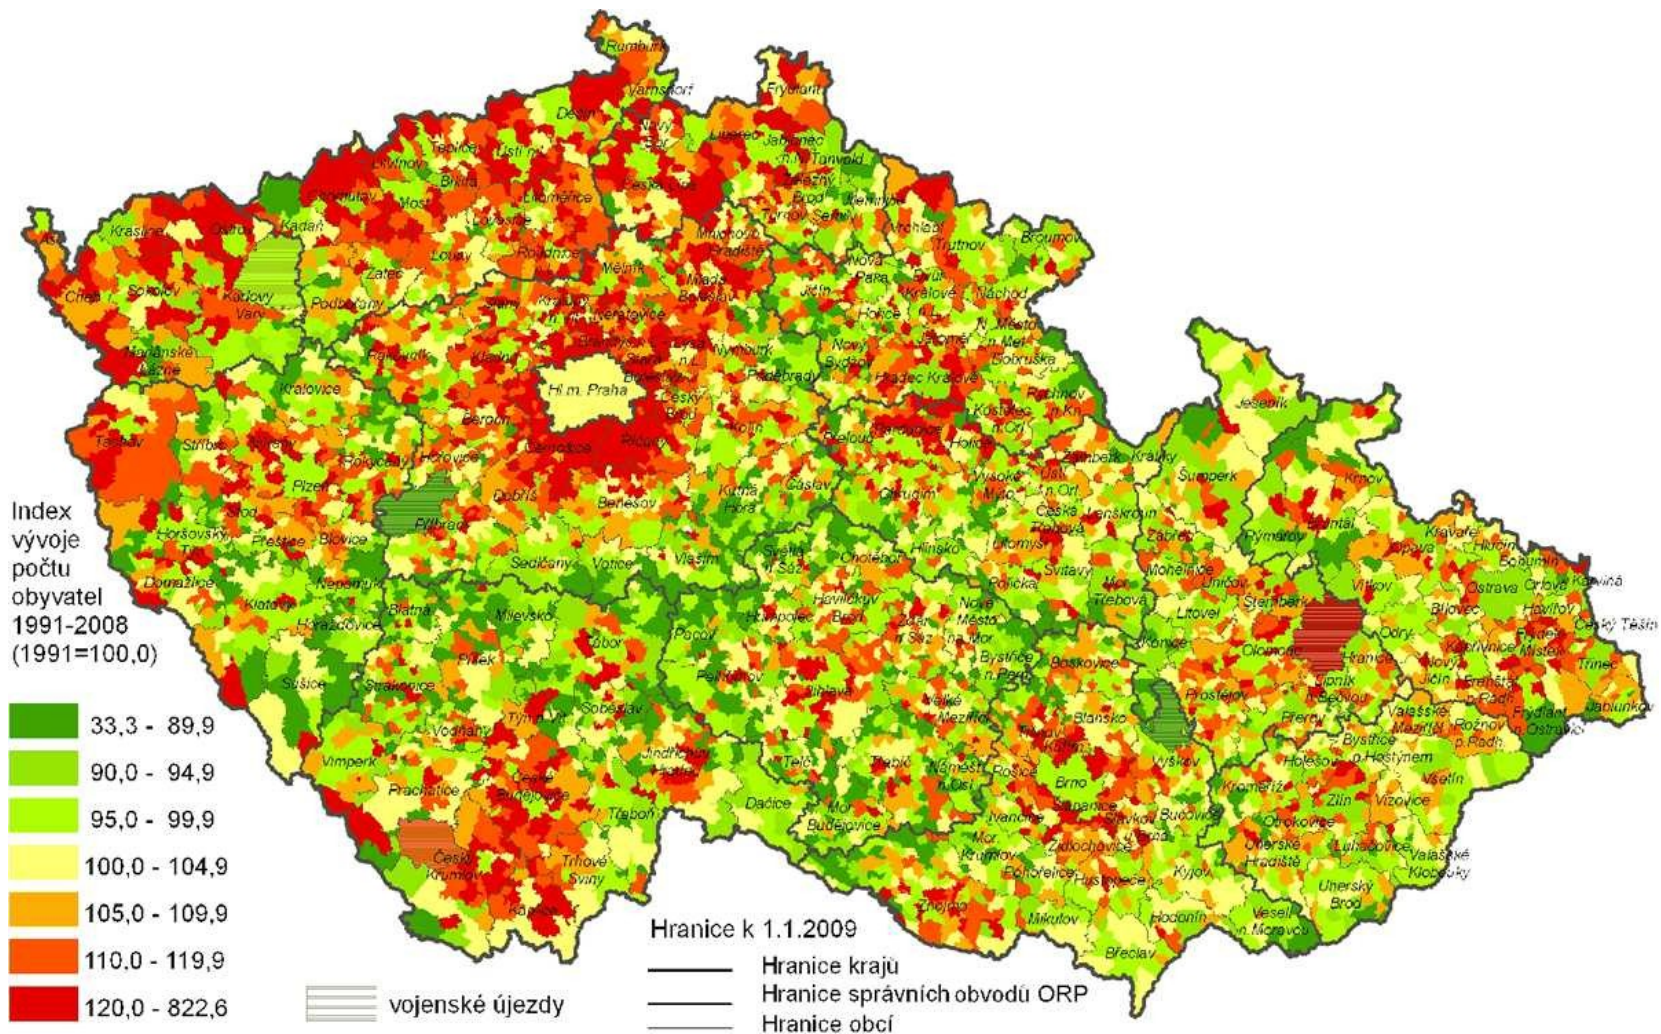 Rumburk
Varnsdorf
Frýdlant
Děčín
Nový
Bor
Liberec
Jablonec
n.N.
Tanvald
Teplice
Ústí n.L.
Litvínov
Bílina
Česká Lípa
Železný
Brod
Chomutov
Most
Litoměřice
Turnov
Semily
Jilemnice
Kadaň
Lovosice
Mnichovo
Hradiště
Vrchlabí
Trutnov
Broumov
Kraslice
Ostrov
Aš
Louny
Roudnice
Žatec
Mělník
Mladá
Boleslav
Nová
Paka
Dvůr
Králové
n.L.
Náchod
Cheb
Sokolov
Karlovy
Vary
Podbořany
Slaný
Kralupy
n. Vlt.
Neratovice
Jičín
Hořice
N. Město
n. Met.
Jaroměř
Dobruška
Mariánské
Lázně
Rakovník
Kladno
Lysá
n.L.
Nymburk
Nový
Bydžov
Poděbrady
Hradec Králové
Kralovice
Hl.m. Praha
Český
Brod
Rychnov
n.Kn.
Kostelec
n.Orl.
Jeseník
Tachov
Stříbro
Beroun
Kolín
Přelouč
Pardubice
Holice
Černošice
Říčany
Rokycany
Hořovice
Žamberk
Králíky
Šumperk
Krnov
Plzeň
Dobříš
Benešov
Kutná
Hora
Čáslav
Chrudim
Vysoké
Mýto
Ústí
n.Orl.
Česká
Třebová
Lanškroun
Index
vývoje
počtu
obyvatel
1991-2008
(1991=100,0)
Stod
Přeštice
Blovice
Příbram
Horšovský
Týn
Zábřeh
Rýmařov
Bruntál
Kravaře
Opava
Hlučín
Bohumín
Sedlčany
Votice
Vlašim
Světlá
n.Sáz.
Chotěboř
Hlinsko
Litomyšl
Svitavy
Polička
Mor.
Třebová
Mohelnice
Uničov
Litovel
Šternberk
Vítkov
Ostrava
Orlová
Karviná
Havířov
Český Těšín
Domažlice
Klatovy
Nepomuk
Horažďovice
Blatná
Milevsko
Tábor
Pacov
Humpolec
Havlíčkův
Brod
Žďár
n.Sáz.
Nové
Město
na Mor.
Bystřice
n.Pern.
Boskovice
Konice
Olomouc
Hranice
Odry
Bílovec
Nový
Jičín
Kopřivnice
Frýdek-
Místek
Třinec
Jablunkov
Frenštát
p.Radh.
Frýdlant
n.Ostravicí
Sušice
Strakonice
Písek
Soběslav
Pelhřimov
Jihlava
Velké
Meziříčí
Blansko
Prostějov
Lipník
n.Bečvou
Přerov
Valašské
Meziříčí
Rožnov
p.Radh.
Vimperk
Vodňany
Týn n.Vlt.
Jindřichův
Hradec
Telč
Třebíč
Náměšť
n.Osl.
Tišnov
Kuřim
Rosice
Brno
Vyškov
Bystřice
p.Hostýnem
Holešov
Kroměříž
Vsetín
Prachatice
České
Budějovice
Třeboň
Dačice
Mor.
Budějovice
Ivančice
Šlapanice
Slavkov
u Brna
Bučovice
Zlín
Vizovice
Otrokovice
Český
Krumlov
Trhové
Sviny
Kaplice
Mor.
Krumlov
Židlochovice
Pohořelice
Hustopeče
Kyjov
Uherské
Hradiště
Luhačovice
Valašské
Klobouky
Uherský
Brod
Znojmo
Mikulov
Hodonín
Veselí
n.Moravou
Břeclav
33,3 - 89,9
90,0 - 94,9
95,0 - 99,9
100,0 - 104,9
105,0 - 109,9
110,0 - 119,9
120,0 - 822,6
vojenské újezdy
Hranice k 1.1.2009
Hranice krajů
Hranice správních obvodů ORP
Hranice obcí